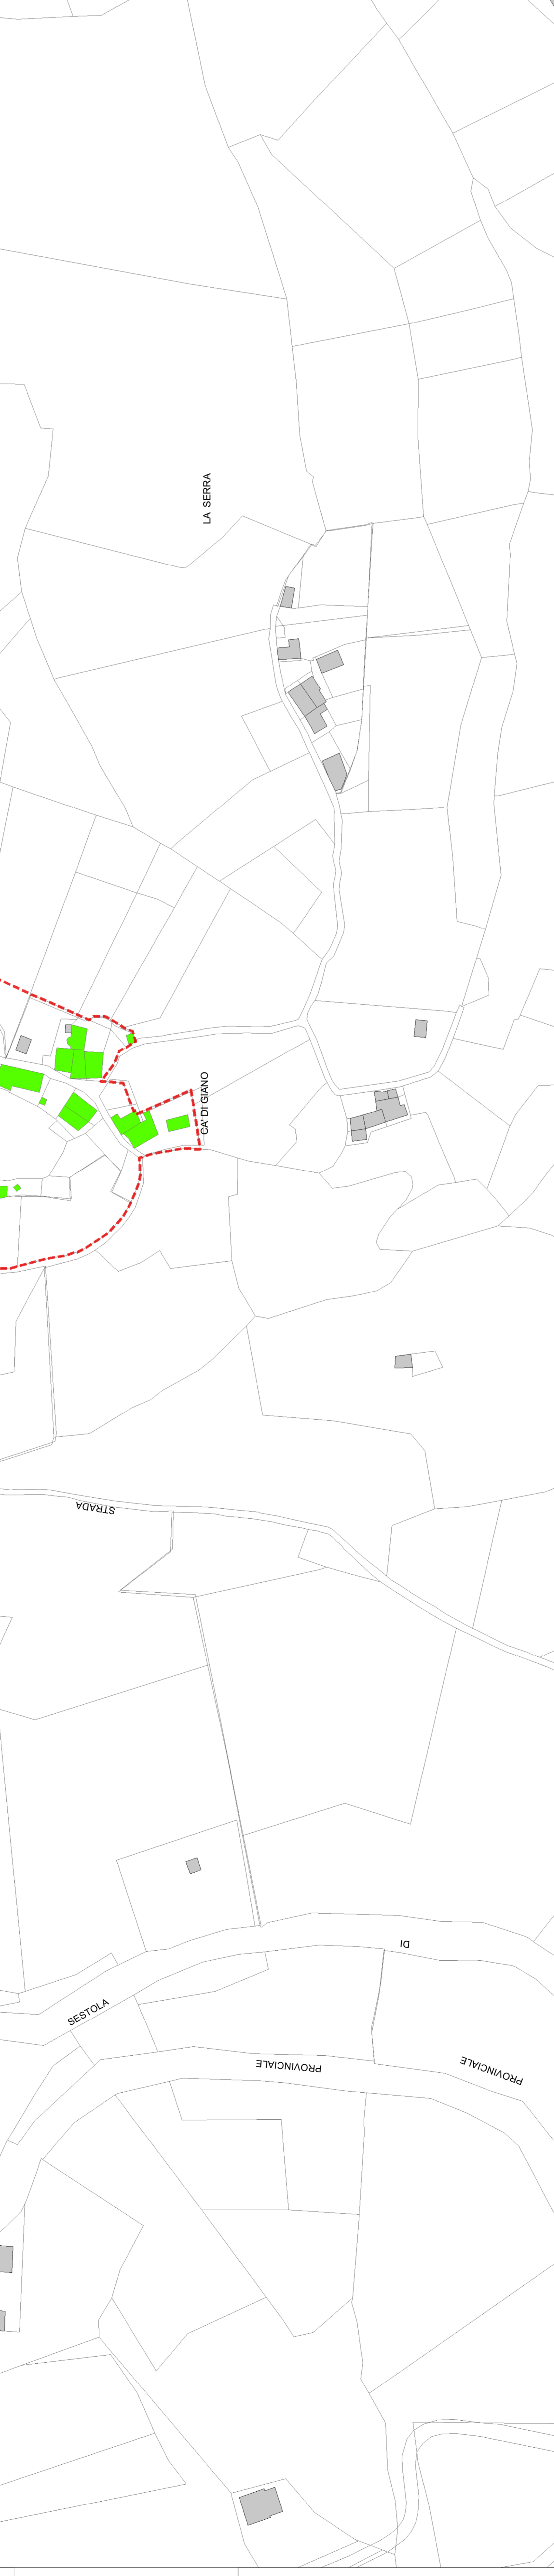 LA SERRA
CA' DI GIANO
STRADA
DI
SESTOLA
PROVINCIALE
PROVINCIALE